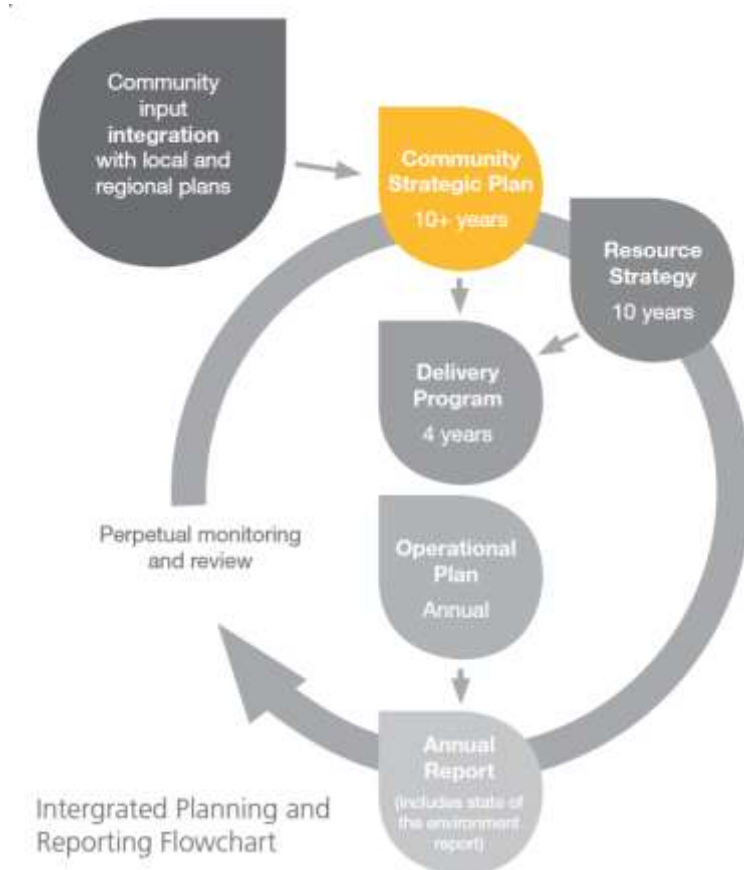 Community
input
integration
with local and
regional plans
Community
Strategic Plan
10+ years
Resource
Strategy
10 years
Delivery
Program
4 years
Perpetual monitoring
and review
Operational
Plan
Annual
Annual
Report
(Includes state of
the environment
report)
Intergrated Planning and
Reporting Flowchart